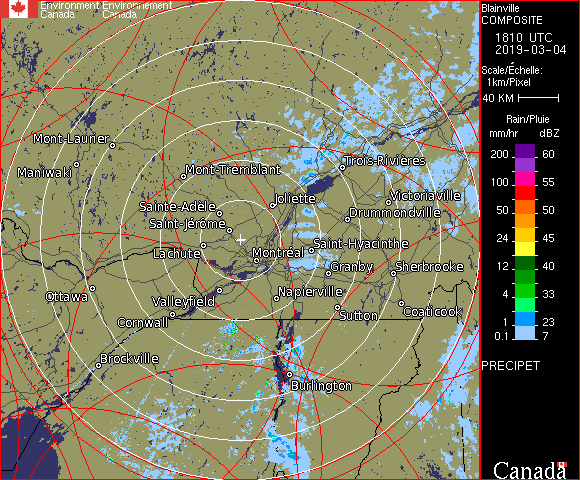 Environment Environnement
Canada Canada
Blainville
COMPOSITE
1810 UTC
2019-03-04
Scale/Échelle:
1km/Pixel
40 KM
Rain/Pluie
mm/hr dBZ
200 60
100 55
50 50
24 45
12 40
4 33
1 23
0.1 7
PRECIPET
Canada
Mont-Laurier
Maniwaki
Mont-Tremblant
Trois-Rivières
Sainte-Adèle
Joliette
Victoriaville
Saint-Jérôme
Drummondville
Lachute
Montréal
Saint-Hyacinthe
Granby
Sherbrooke
Ottawa
Valleyfield
Napierville
Cornwall
Sutton
Coaticook
Brockville
Burlington